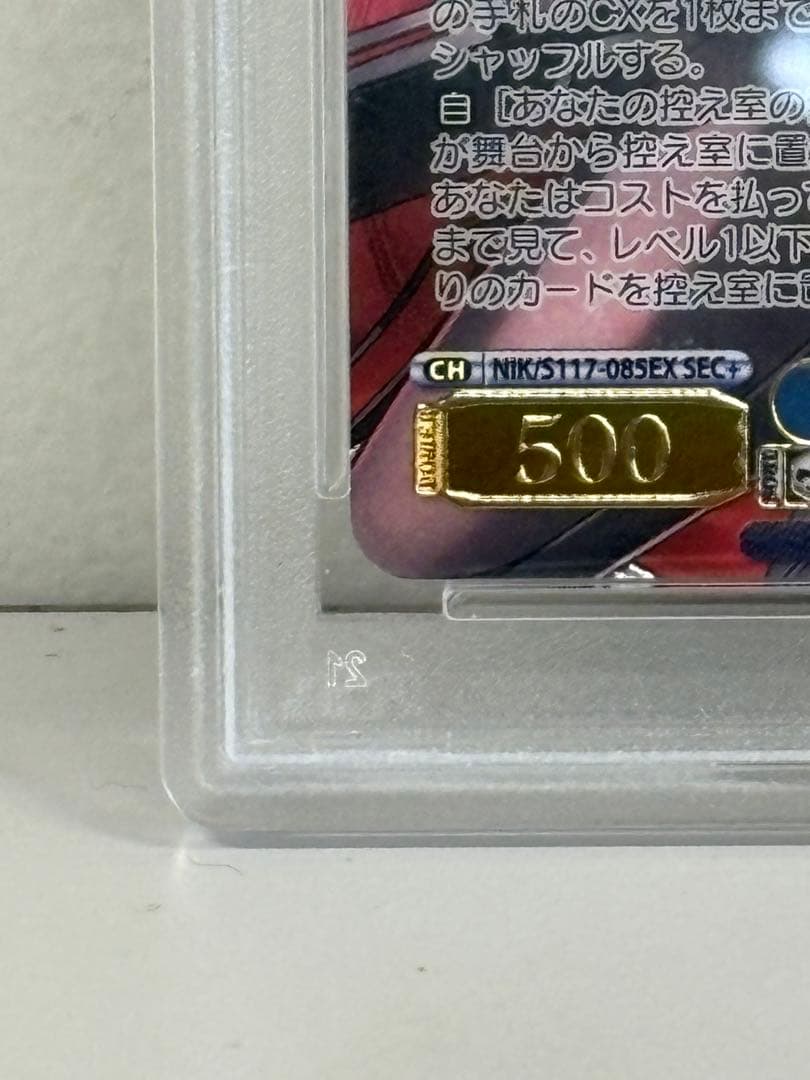 の手札のCXを1枚まで
シャッフルする。
自 [あなたの控え室の
が舞台から控え室に置
あなたはコストを払って
まで見て、レベル1以下
りのカードを控え室に置
CH NIK/S117-085EX SEC+
500
21